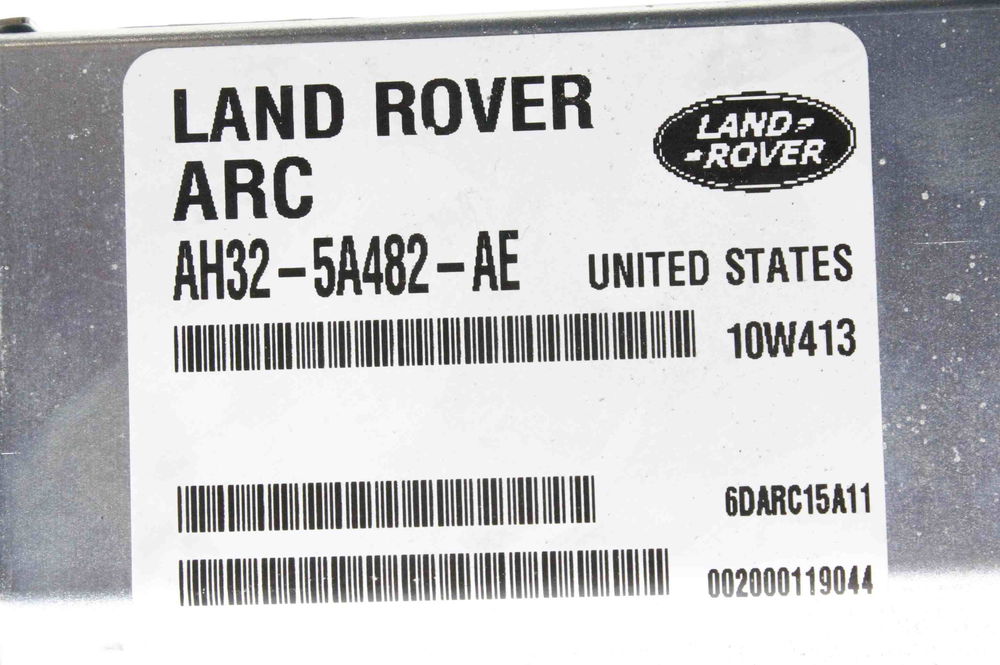 LAND ROVER
LAND
ROVER
ARC
AH32-5A482-AE
UNITED STATES
10W413
6DARC15A11
002000119044